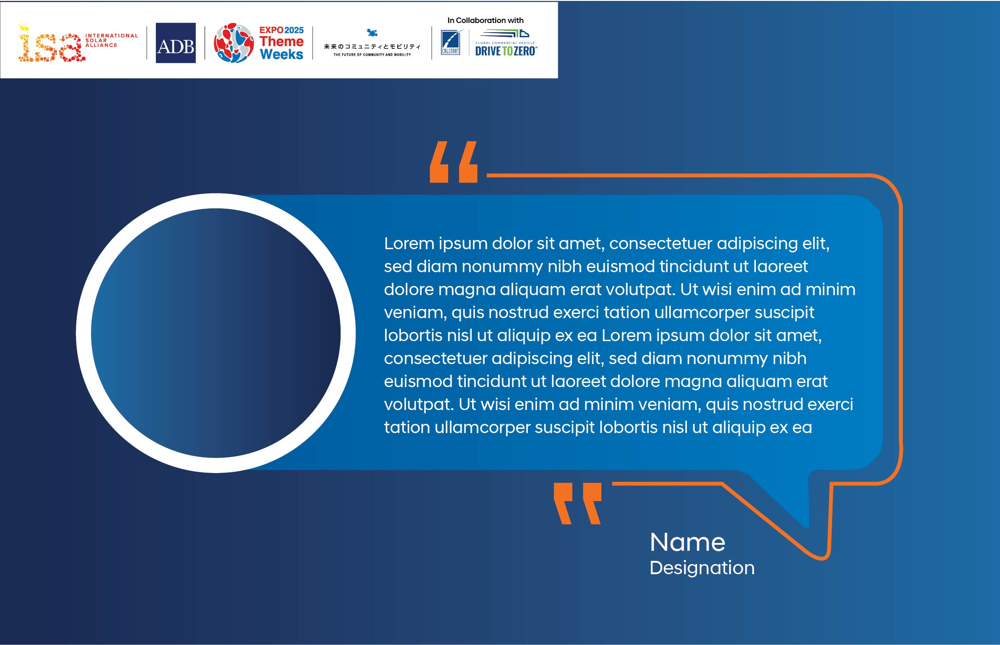 isa
INTERNATIONAL
SOLAR
ALLIANCE
ADB
EXPO 2025
Theme
Weeks
未来のコミュニティとモビリティ
THE FUTURE OF COMMUNITY AND MOBILITY
In Collaboration with
CALSTART
GLOBAL COMMERCIAL VEHICLE
DRIVE TO ZERO™
“
Lorem ipsum dolor sit amet, consectetuer adipiscing elit,
sed diam nonummy nibh euismod tincidunt ut laoreet
dolore magna aliquam erat volutpat. Ut wisi enim ad minim
veniam, quis nostrud exerci tation ullamcorper suscipit
lobortis nisl ut aliquip ex ea Lorem ipsum dolor sit amet,
consectetuer adipiscing elit, sed diam nonummy nibh
euismod tincidunt ut laoreet dolore magna aliquam erat
volutpat. Ut wisi enim ad minim veniam, quis nostrud exerci
tation ullamcorper suscipit lobortis nisl ut aliquip ex ea
”
Name
Designation